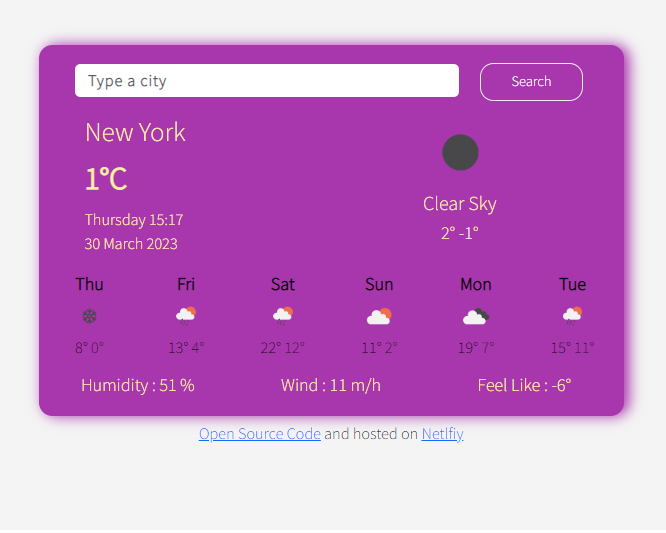 Type a city Search
New York
1°C
Thursday 15:17
30 March 2023
Clear Sky
2° -1°
Thu Fri Sat Sun Mon Tue
8° 0° 13° 4° 22° 12° 11° 2° 19° 7° 15° 11°
Humidity : 51 % Wind : 11 m/h Feel Like : -6°
Open Source Code and hosted on Netlfiy